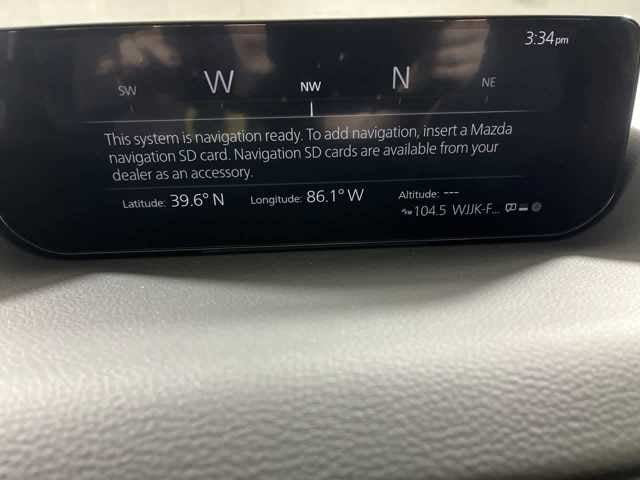 3:34pm
SW W NW N NE
This system is navigation ready. To add navigation, insert a Mazda
navigation SD card. Navigation SD cards are available from your
dealer as an accessory.
Latitude: 39.6° N Longitude: 86.1° W Altitude: ---
104.5 WJJK-F...